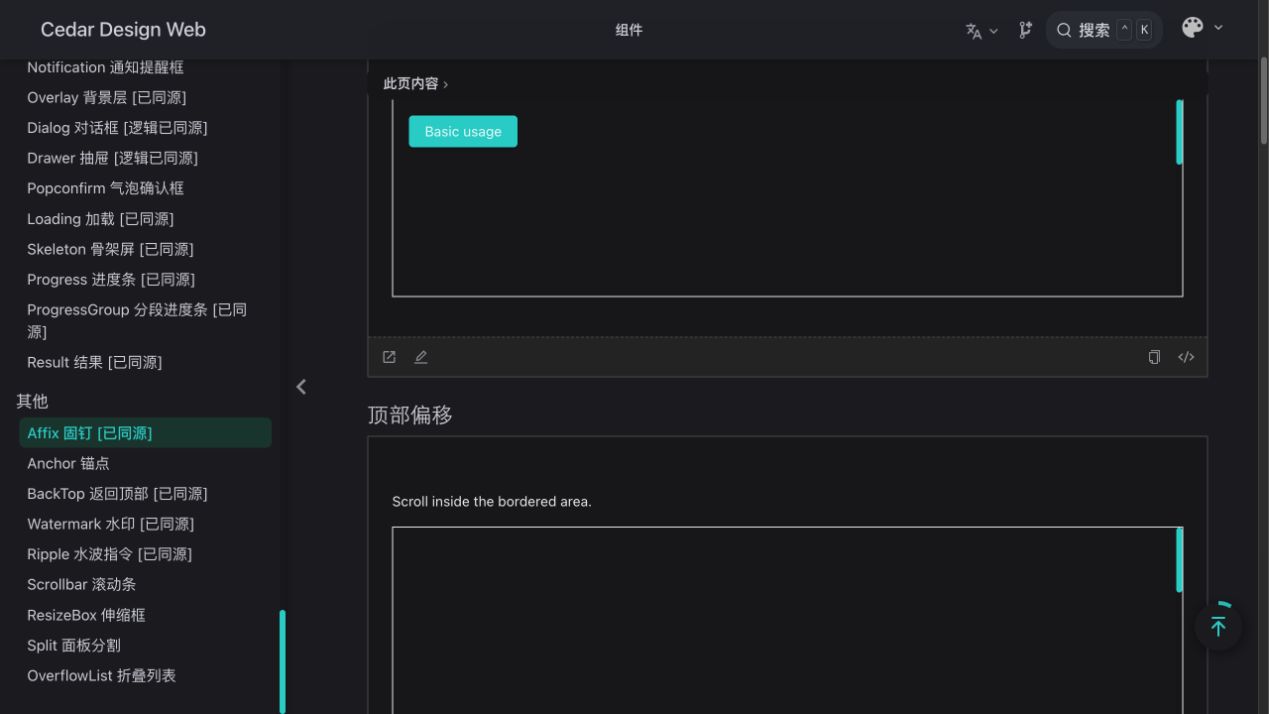 Cedar Design Web
组件
搜索 ^ K
Notification 通知提醒框
Overlay 背景层 [已同源]
Dialog 对话框 [逻辑已同源]
Drawer 抽屉 [逻辑已同源]
Popconfirm 气泡确认框
Loading 加载 [已同源]
Skeleton 骨架屏 [已同源]
Progress 进度条 [已同源]
ProgressGroup 分段进度条 [已同
源]
Result 结果 [已同源]
其他
Affix 固钉 [已同源]
Anchor 锚点
BackTop 返回顶部 [已同源]
Watermark 水印 [已同源]
Ripple 水波指令 [已同源]
Scrollbar 滚动条
ResizeBox 伸缩框
Split 面板分割
OverflowList 折叠列表
此页内容 ›
Basic usage
顶部偏移
Scroll inside the bordered area.